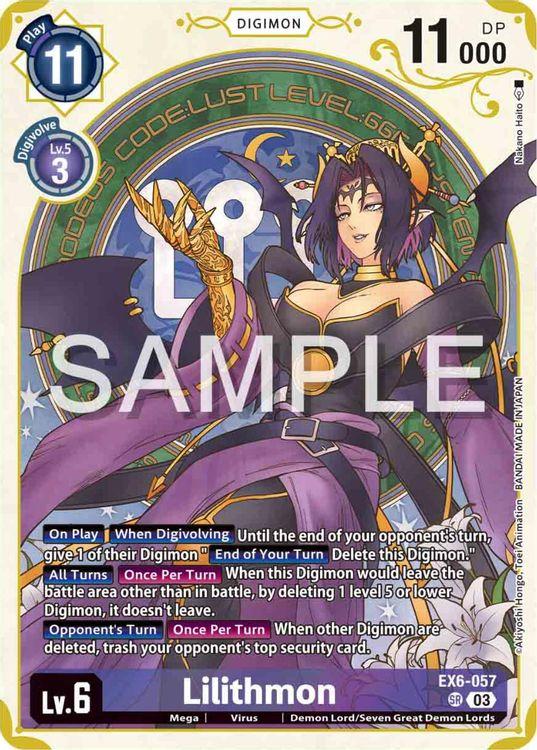 DIGIMON
Play
11
11000 DP
Digivolve
Lv.5
3
CODE:LUST LEVEL:66
Nakano Haito
SAMPLE
©Akiyoshi Hongo, Toei Animation BANDAI MADE IN JAPAN
On Play When Digivolving Until the end of your opponent's turn,
give 1 of their Digimon " End of Your Turn Delete this Digimon."
All Turns Once Per Turn When this Digimon would leave the
battle area other than in battle, by deleting 1 level 5 or lower
Digimon, it doesn't leave.
Opponent's Turn Once Per Turn When other Digimon are
deleted, trash your opponent's top security card.
Lv.6
Lilithmon
EX6-057
SR 03
Mega | Virus | Demon Lord/Seven Great Demon Lords